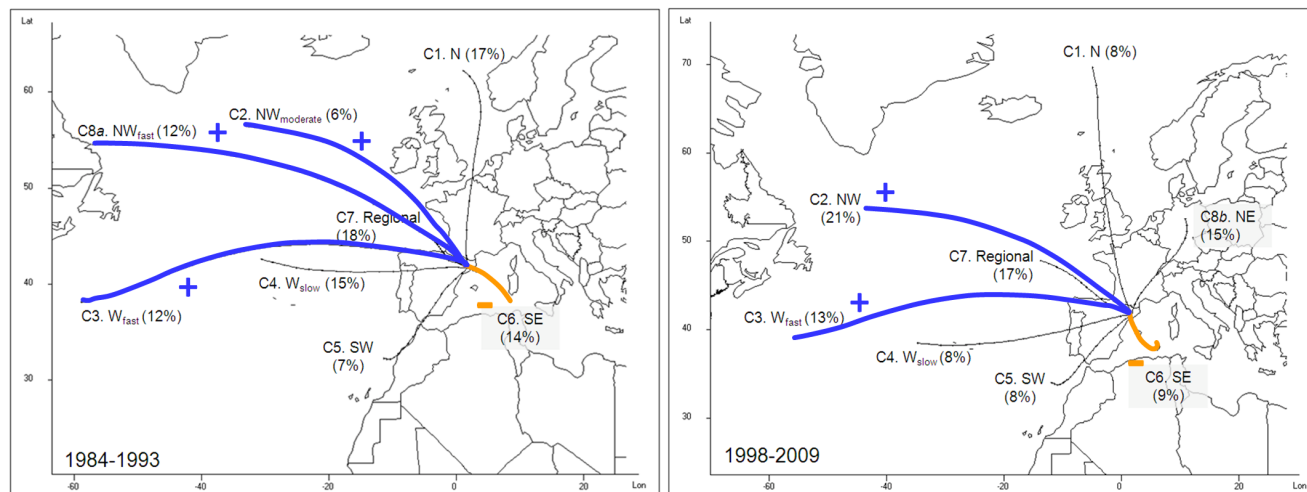 Lat
C1. N (17%)
60
C2. NWmoderate (6%)
C8a. NWfast (12%)
+
+
50
C7. Regional
(18%)
40
C4. Wslow (15%)
+
C3. Wfast (12%)
C6. SE
(14%)
C5. SW
(7%)
30
1984-1993
-60
-40
-20
0
20
Lon
Lat
C1. N (8%)
70
60
+
C2. NW
(21%)
C8b. NE
(15%)
50
C7. Regional
(17%)
+
C3. Wfast (13%)
40
C4. Wslow (8%)
C5. SW
(8%)
C6. SE
(9%)
30
1998-2009
-60
-40
-20
0
20
Lon